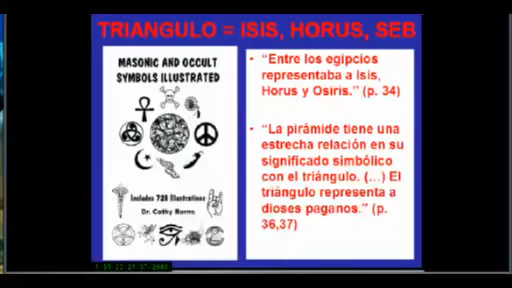 TRIANGULO = ISIS, HORUS, SEB
MASONIC AND OCCULT
SYMBOLS ILLUSTRATED
Includes 728 Illustrations
Dr. Cathy Burns
• “Entre los egipcios
representaba a Isis,
Horus y Osiris.” (p. 34)
• “La pirámide tiene una
estrecha relación en su
significado simbólico
con el triángulo. (...) El
triángulo representa a
dioses paganos.” (p.
36,37)